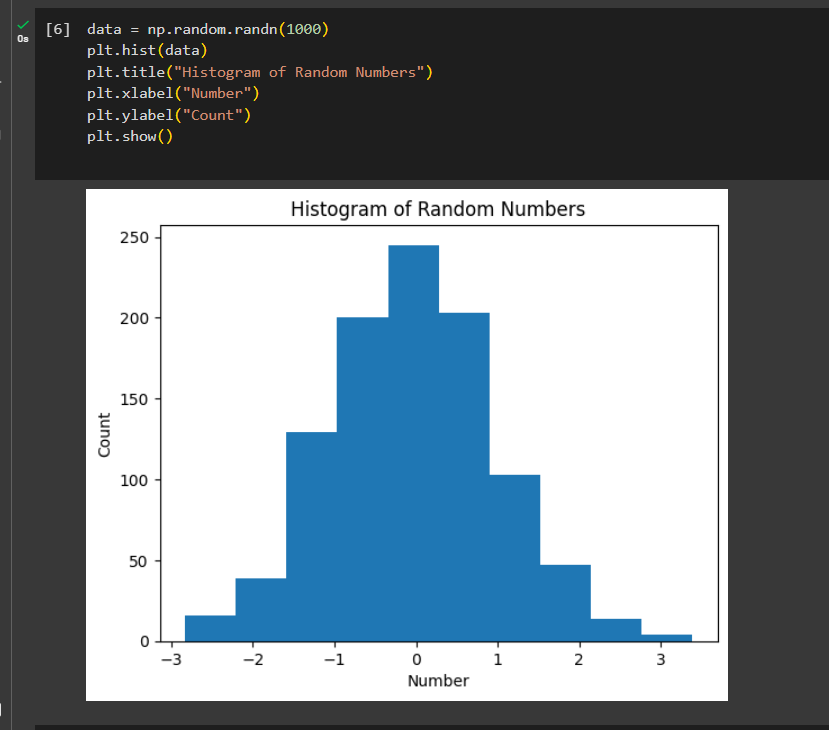 [6] data = np.random.randn(1000)
0s
plt.hist(data)
plt.title("Histogram of Random Numbers")
plt.xlabel("Number")
plt.ylabel("Count")
plt.show()
Histogram of Random Numbers
250
200
150
100
50
0
Count
−3 −2 −1 0 1 2 3
Number